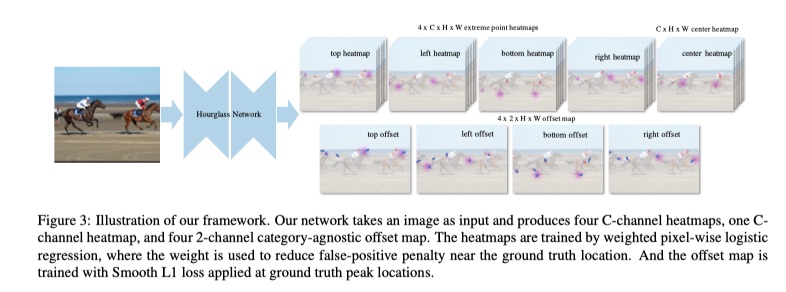 4 x C x H x W extreme point heatmaps
C x H x W center heatmap
top heatmap
left heatmap
bottom heatmap
right heatmap
center heatmap
Hourglass Network
4 x 2 x H x W offset map
top offset
left offset
bottom offset
right offset
Figure 3: Illustration of our framework. Our network takes an image as input and produces four C-channel heatmaps, one C-
channel heatmap, and four 2-channel category-agnostic offset map. The heatmaps are trained by weighted pixel-wise logistic
regression, where the weight is used to reduce false-positive penalty near the ground truth location. And the offset map is
trained with Smooth L1 loss applied at ground truth peak locations.